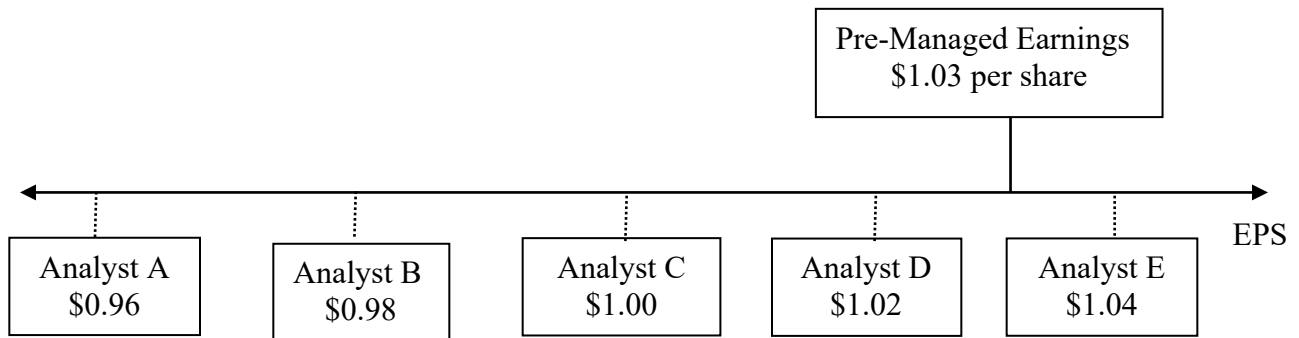 Pre-Managed Earnings
$1.03 per share
EPS
Analyst A
$0.96
Analyst B
$0.98
Analyst C
$1.00
Analyst D
$1.02
Analyst E
$1.04